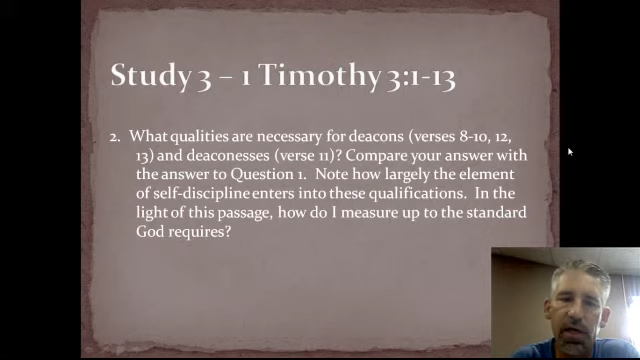 Study 3 – 1 Timothy 3:1-13
2. What qualities are necessary for deacons (verses 8-10, 12,
13) and deaconesses (verse 11)? Compare your answer with
the answer to Question 1. Note how largely the element
of self-discipline enters into these qualifications. In the
light of this passage, how do I measure up to the standard
God requires?